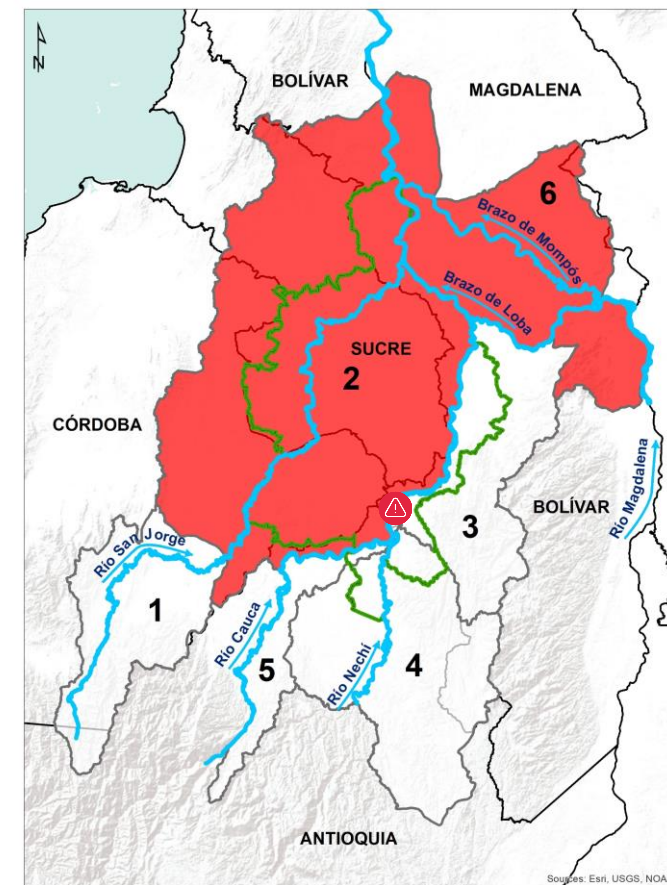 N
BOLÍVAR
MAGDALENA
6
Brazo de Mompós
Brazo de Loba
SUCRE
2
CÓRDOBA
BOLÍVAR
3
Río Magdalena
Río San Jorge
1
Río Cauca
5
Río Nechí
4
ANTIOQUIA
Sources: Esri, USGS, NOA